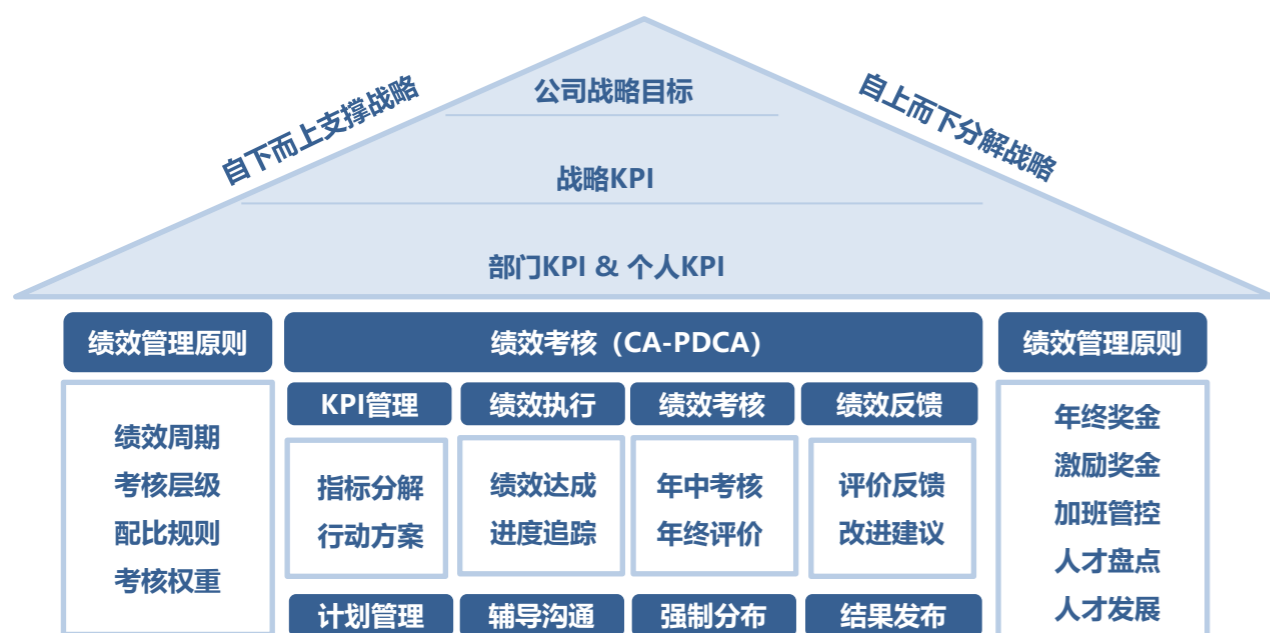 公司战略目标
自下而上支撑战略
自上而下分解战略
战略KPI
部门KPI & 个人KPI
绩效管理原则
绩效考核（CA-PDCA）
绩效管理原则
绩效周期
考核层级
配比规则
考核权重
KPI管理
绩效执行
绩效考核
绩效反馈
指标分解
行动方案
绩效达成
进度追踪
年中考核
年终评价
评价反馈
改进建议
计划管理
辅导沟通
强制分布
结果发布
年终奖金
激励奖金
加班管控
人才盘点
人才发展